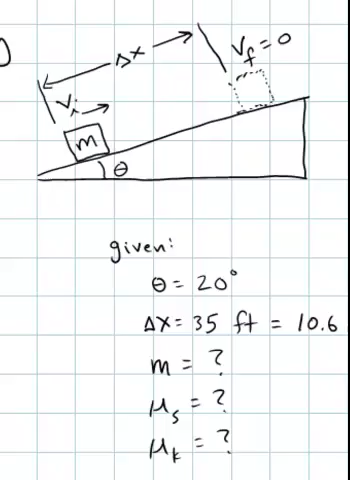 Δx
V_f = 0
V_i
m
θ
given:
θ = 20°
Δx = 35 ft = 10.6
m = ?
μ_s = ?
μ_k = ?